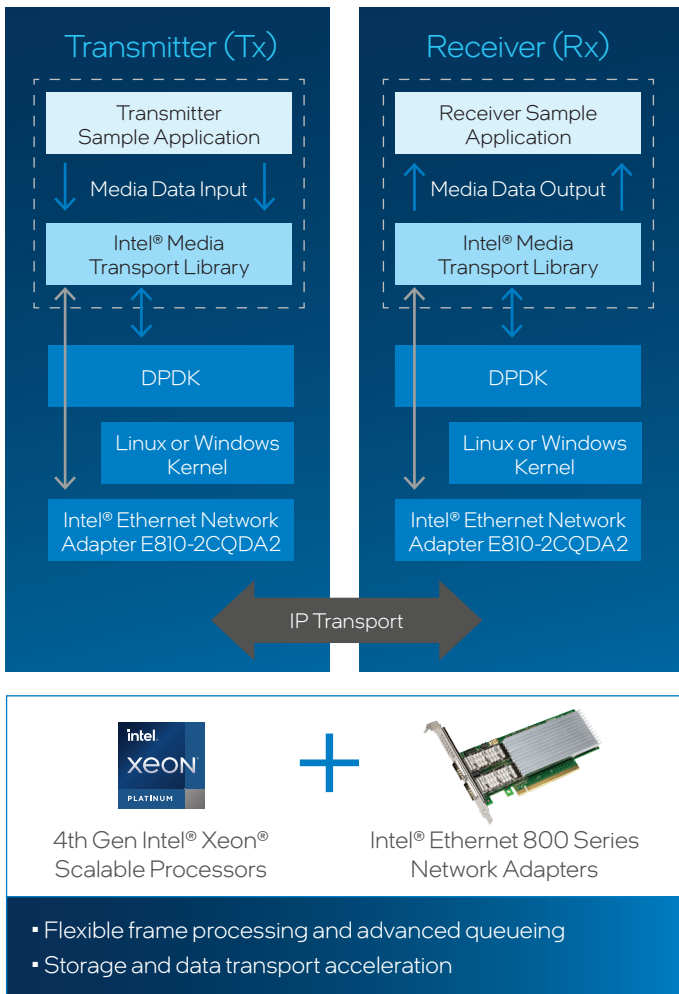 Transmitter (Tx)
Transmitter
Sample Application
Media Data Input
Intel® Media
Transport Library
DPDK
Linux or Windows
Kernel
Intel® Ethernet Network
Adapter E810-2CQDA2
Receiver (Rx)
Receiver Sample
Application
Media Data Output
Intel® Media
Transport Library
DPDK
Linux or Windows
Kernel
Intel® Ethernet Network
Adapter E810-2CQDA2
IP Transport
intel.
XEON
PLATINUM
4th Gen Intel® Xeon®
Scalable Processors
Intel® Ethernet 800 Series
Network Adapters
▪ Flexible frame processing and advanced queueing
▪ Storage and data transport acceleration